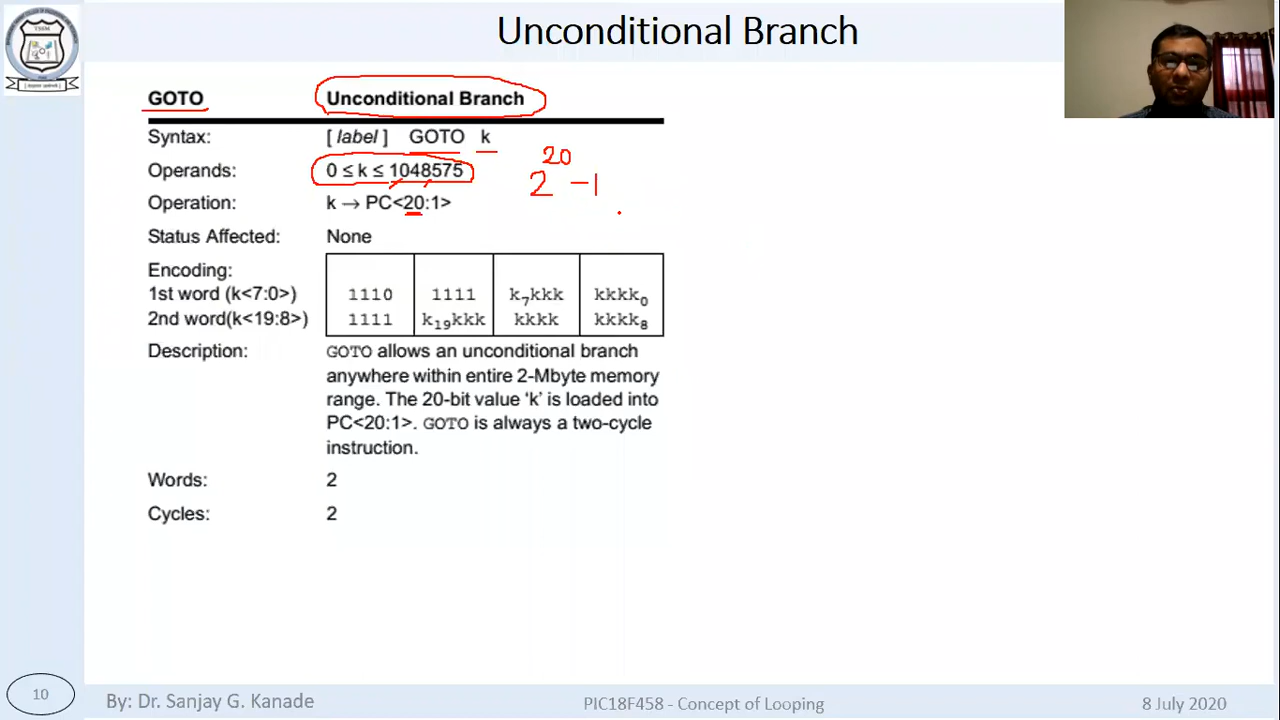 Unconditional Branch
GOTO Unconditional Branch
Syntax: [ label ] GOTO k
Operands: 0 ≤ k ≤ 1048575
2^20 −1
Operation: k → PC<20:1>
Status Affected: None
Encoding:
1st word (k<7:0>) 1110 1111 k₇kkk kkkk₀
2nd word(k<19:8>) 1111 k₁₉kkk kkkk kkkk₈
Description: GOTO allows an unconditional branch
anywhere within entire 2-Mbyte memory
range. The 20-bit value ‘k’ is loaded into
PC<20:1>. GOTO is always a two-cycle
instruction.
Words: 2
Cycles: 2
10 By: Dr. Sanjay G. Kanade PIC18F458 - Concept of Looping 8 July 2020